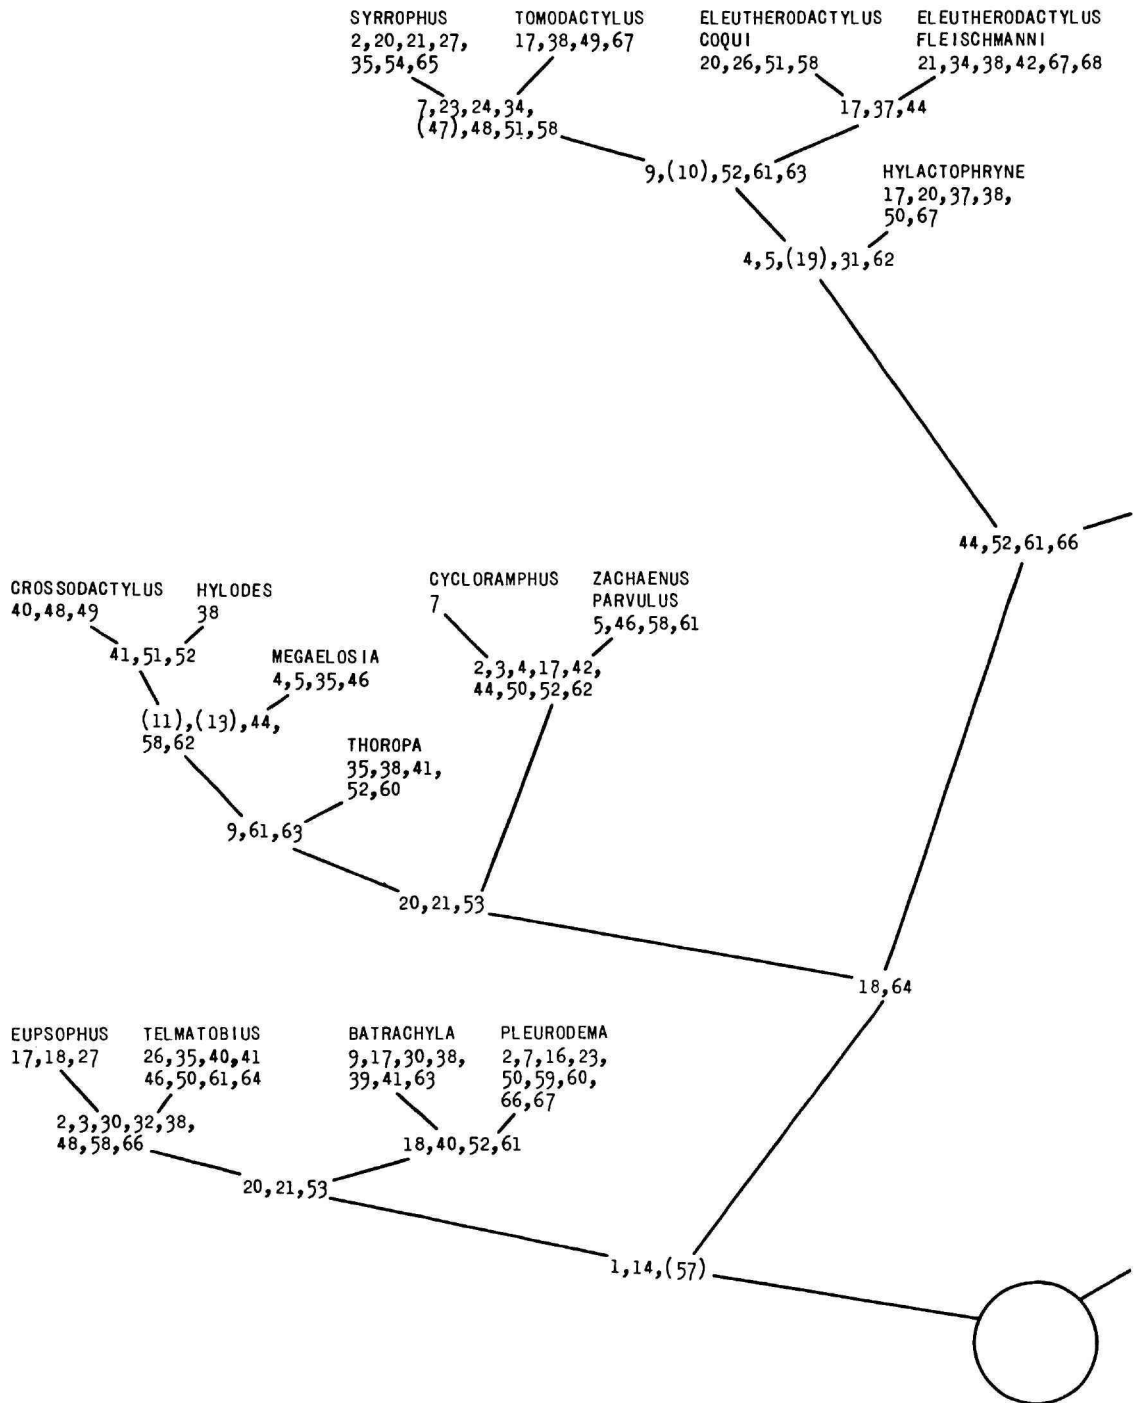 SYRROPHUS
2,20,21,27,
35,54,65
TOMODACTYLUS
17,38,49,67
ELEUTHERODACTYLUS
COQUI
20,26,51,58
ELEUTHERODACTYLUS
FLEISCHMANNI
21,34,38,42,67,68
7,23,24,34,
(47),48,51,58
17,37,44
9,(10),52,61,63
HYLACTOPHRYNE
17,20,37,38,
50,67
4,5,(19),31,62
44,52,61,66
CROSSODACTYLUS
40,48,49
HYLODES
38
CYCLORAMPHUS
7
ZACHAENUS
PARVULUS
5,46,58,61
41,51,52
MEGAELOSIA
4,5,35,46
2,3,4,17,42,
44,50,52,62
(11),(13),44,
58,62
THOROPA
35,38,41,
52,60
9,61,63
20,21,53
18,64
EUPSOPHUS
17,18,27
TELMATOBIUS
26,35,40,41
46,50,61,64
BATRACHYLA
9,17,30,38,
39,41,63
PLEURODEMA
2,7,16,23,
50,59,60,
66,67
2,3,30,32,38,
48,58,66
18,40,52,61
20,21,53
1,14,(57)